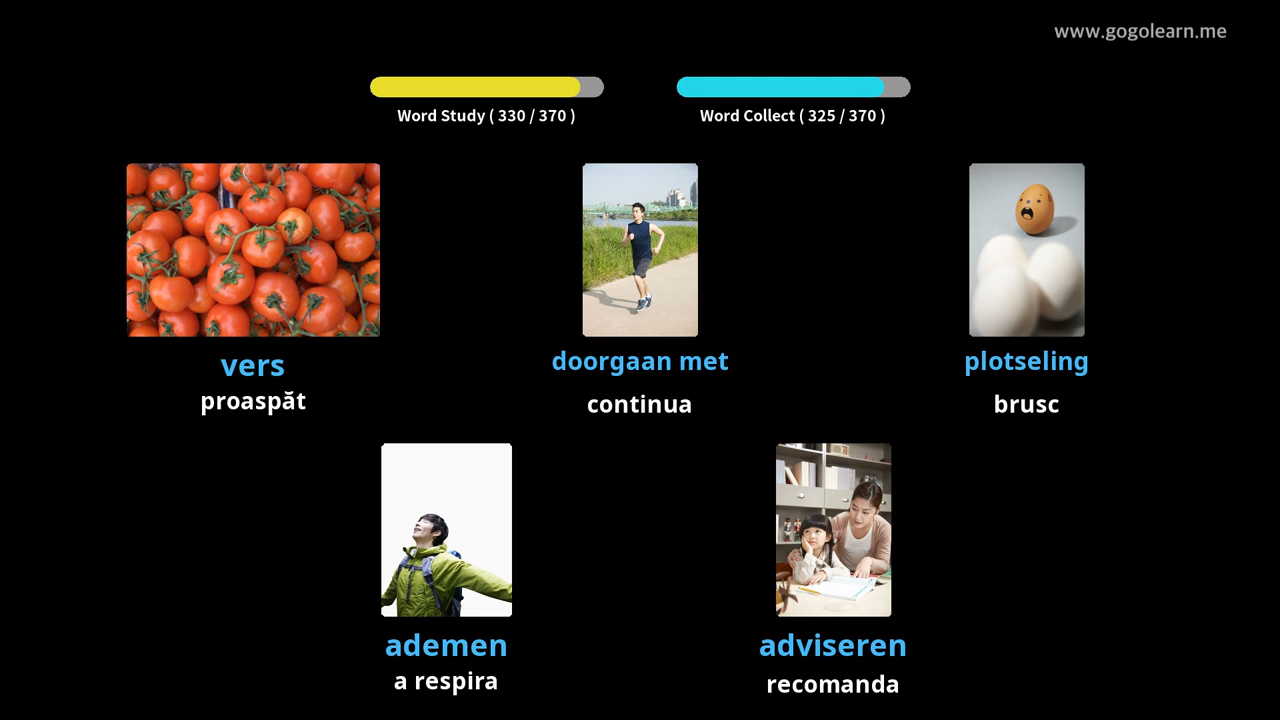 www.gogolearn.me
Word Study ( 330 / 370 )
Word Collect ( 325 / 370 )
vers
proaspăt
doorgaan met
continua
plotseling
brusc
ademen
a respira
adviseren
recomanda